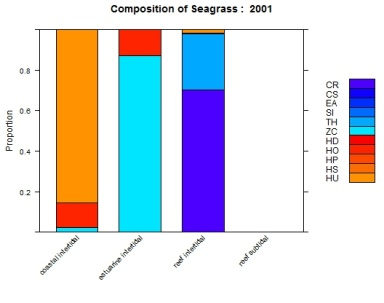 Composition of Seagrass : 2001
Proportion
0.8
0.6
0.4
0.2
coastal intertidal
estuarine intertidal
reef intertidal
reef subtidal
CR
CS
EA
SI
TH
ZC
HD
HO
HP
HS
HU